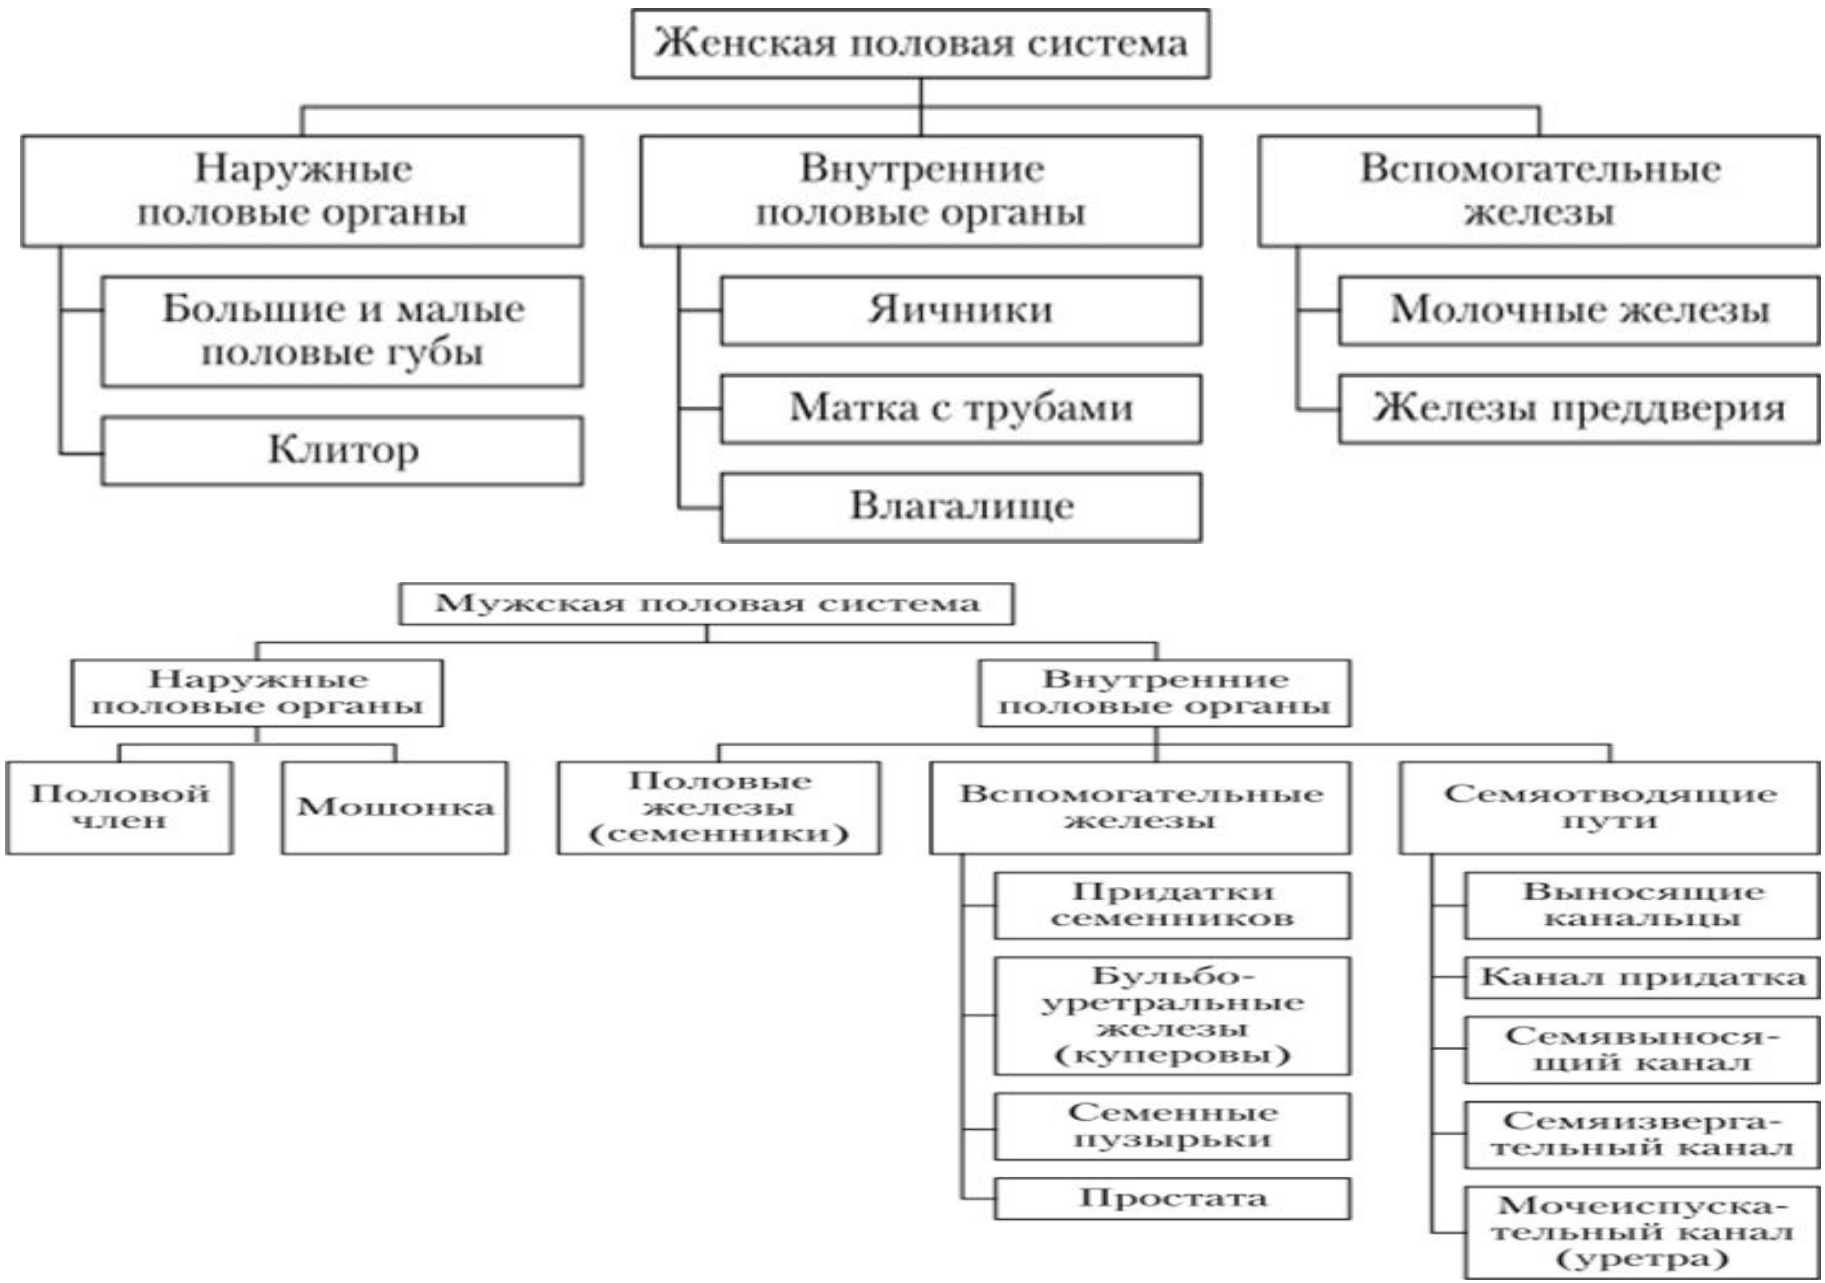 Женская половая система
Наружные
половые органы
Большие и малые
половые губы
Клитор
Внутренние
половые органы
Яичники
Матка с трубами
Влагалище
Вспомогательные
железы
Молочные железы
Железы преддверия
Мужская половая система
Наружные
половые органы
Половой
член
Мошонка
Внутренние
половые органы
Половые
железы
(семенники)
Вспомогательные
железы
Придатки
семенников
Бульбо-
уретральные
железы
(куперовы)
Семенные
пузырьки
Простата
Семяотводящие
пути
Выносящие
канальцы
Канал придатка
Семявынося-
щий канал
Семяизверга-
тельный канал
Мочеиспуска-
тельный канал
(уретра)